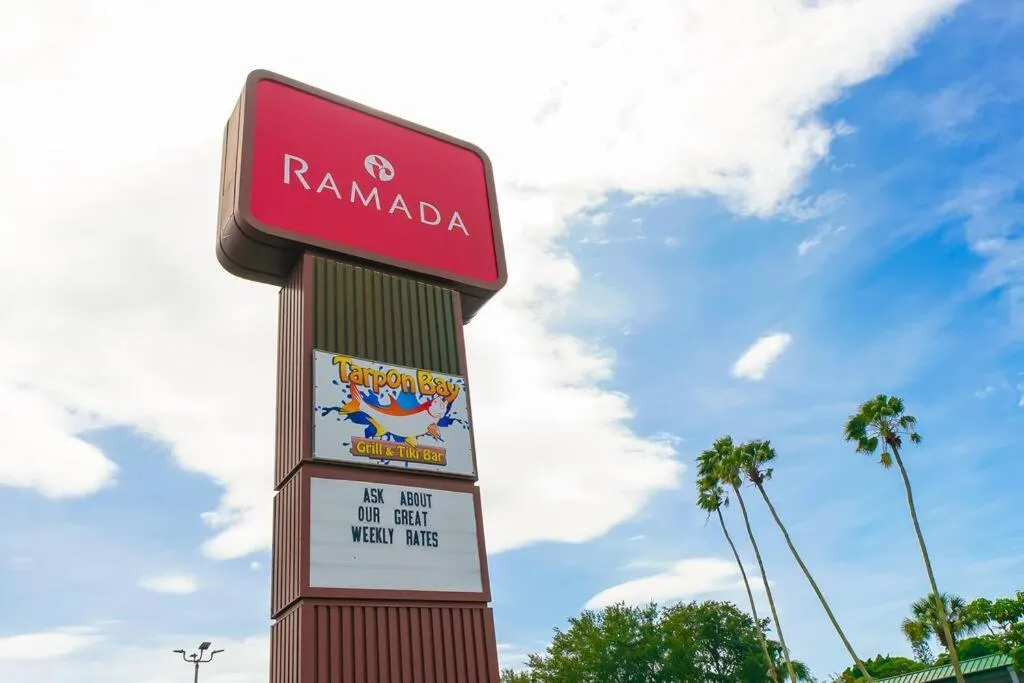 RAMADA
Tarpon Bay
Grill & Tiki Bar
ASK ABOUT
OUR GREAT
WEEKLY RATES